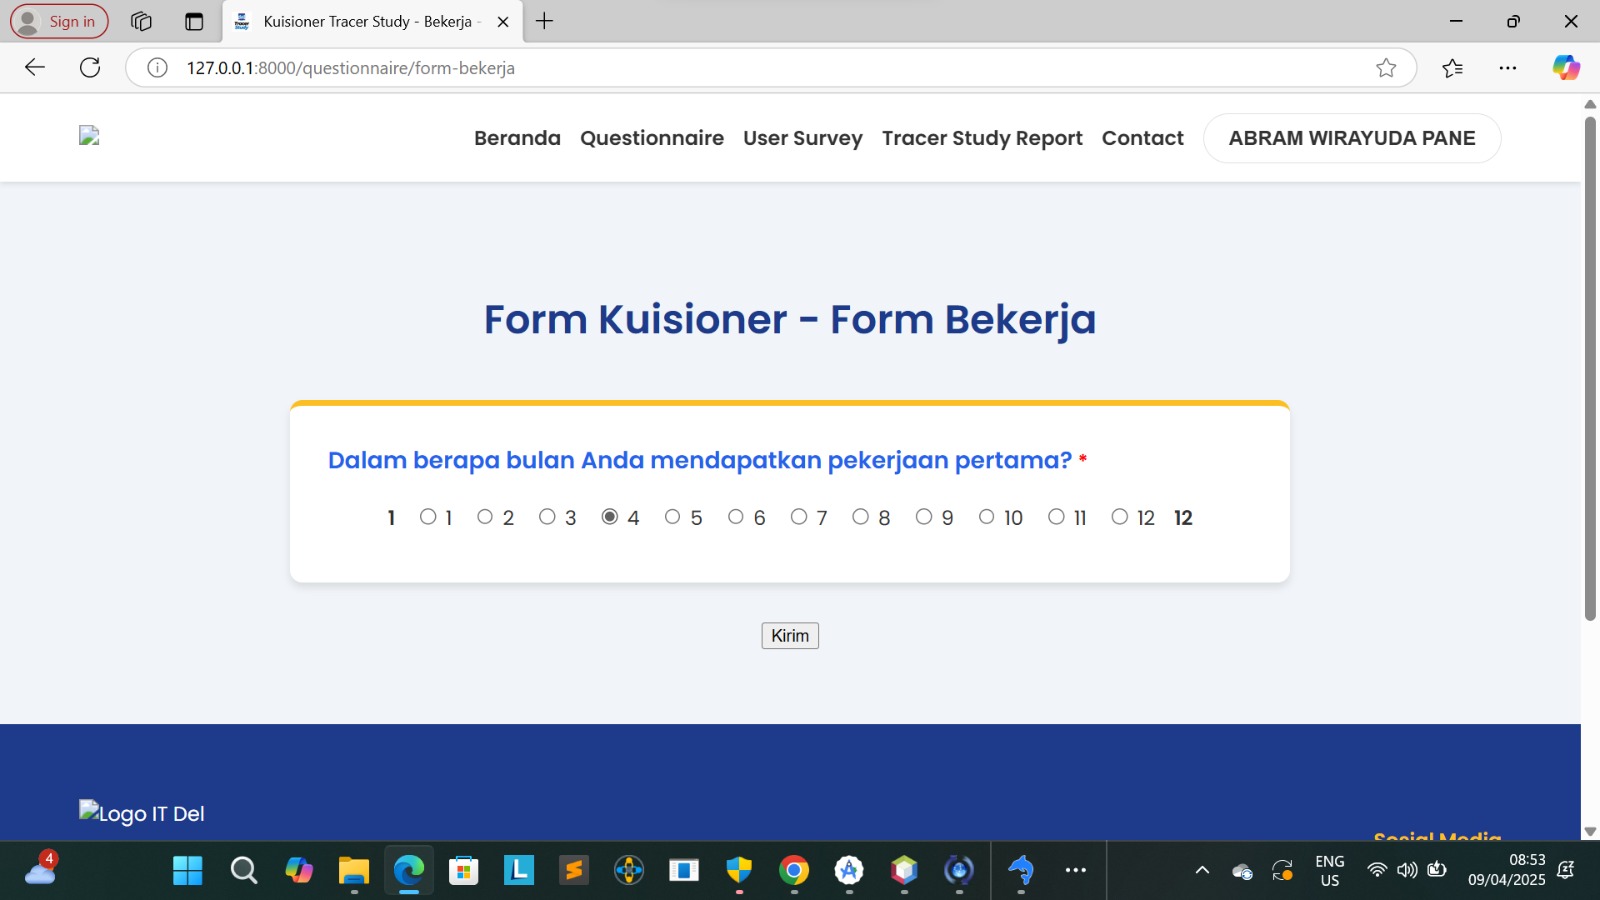 Sign in
Kuisioner Tracer Study - Bekerja -
127.0.0.1:8000/questionnaire/form-bekerja
Beranda Questionnaire User Survey Tracer Study Report Contact ABRAM WIRAYUDA PANE
Form Kuisioner - Form Bekerja
Dalam berapa bulan Anda mendapatkan pekerjaan pertama? *
1 1 2 3 4 5 6 7 8 9 10 11 12 12
Kirim
Logo IT Del
Social Media
4
L
ENG
US
08:53
09/04/2025